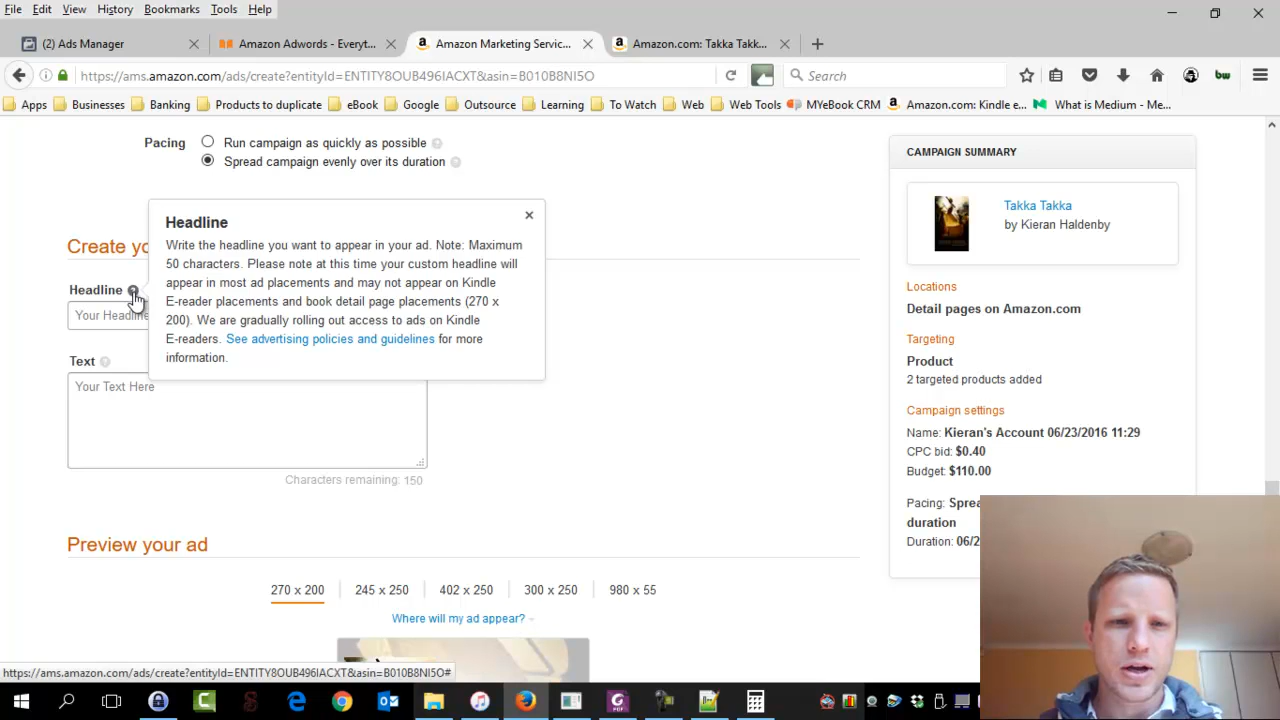 File Edit View History Bookmarks Tools Help
(2) Ads Manager
Amazon Adwords - Everyt...
Amazon Marketing Servic...
Amazon.com: Takka Takk...
https://ams.amazon.com/ads/create?entityId=ENTITY8OUB496IACXT&asin=B010B8NI5O
Search
Apps Businesses Banking Products to duplicate eBook Google Outsource Learning To Watch Web Web Tools MYeBook CRM Amazon.com: Kindle e... What is Medium - Me...
Pacing
Run campaign as quickly as possible
Spread campaign evenly over its duration
Create yo
Headline
Your Headline
Headline
Write the headline you want to appear in your ad. Note: Maximum
50 characters. Please note at this time your custom headline will
appear in most ad placements and may not appear on Kindle
E-reader placements and book detail page placements (270 x
200). We are gradually rolling out access to ads on Kindle
E-readers. See advertising policies and guidelines for more
information.
Text
Your Text Here
Characters remaining: 150
Preview your ad
270 x 200
245 x 250
402 x 250
300 x 250
980 x 55
Where will my ad appear?
CAMPAIGN SUMMARY
Takka Takka
by Kieran Haldenby
Locations
Detail pages on Amazon.com
Targeting
Product
2 targeted products added
Campaign settings
Name: Kieran's Account 06/23/2016 11:29
CPC bid: $0.40
Budget: $110.00
Pacing: Sprea
duration
Duration: 06/2
https://ams.amazon.com/ads/create?entityId=ENTITY8OUB496IACXT&asin=B010B8NI5O#